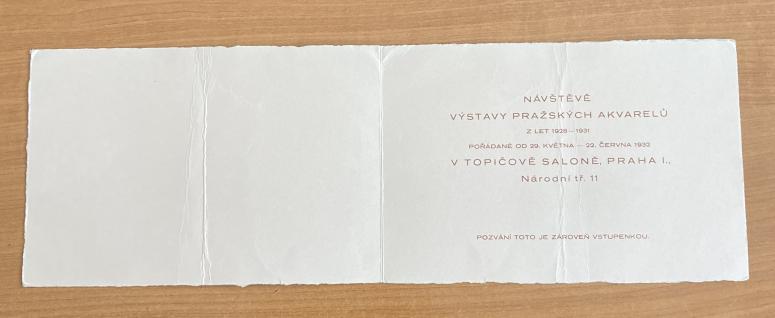 NÁVŠTĚVĚ
VÝSTAVY PRAŽSKÝCH AKVARELŮ
Z LET 1928—1931
POŘÁDANÉ OD 29. KVĚTNA — 22. ČERVNA 1932
V TOPIČOVĚ SALONĚ, PRAHA I.,
Národní tř. 11
POZVÁNÍ TOTO JE ZÁROVEŇ VSTUPENKOU.